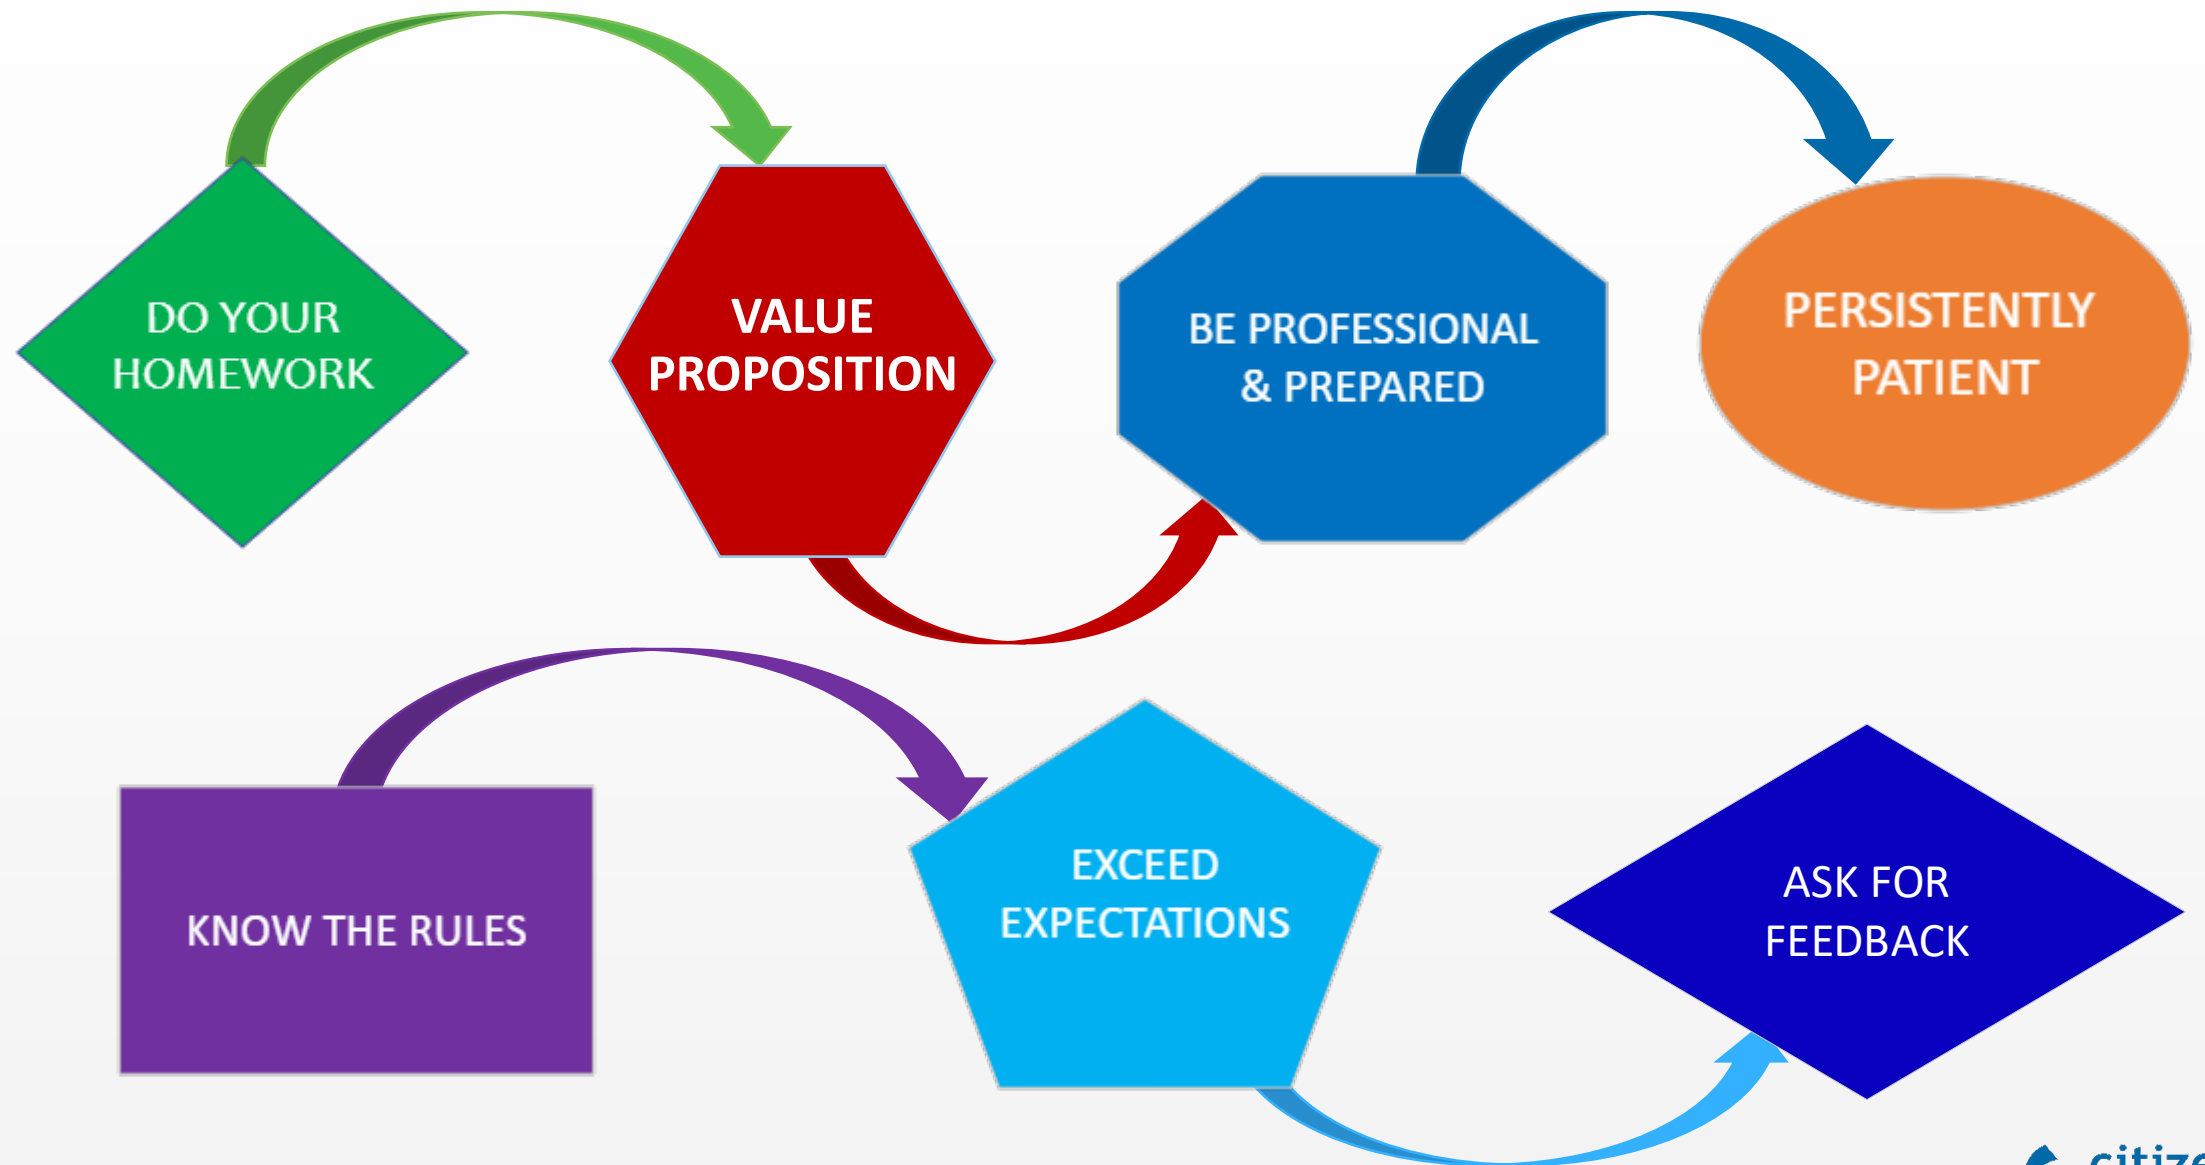 DO YOUR
HOMEWORK
VALUE
PROPOSITION
BE PROFESSIONAL
& PREPARED
PERSISTENTLY
PATIENT
KNOW THE RULES
EXCEED
EXPECTATIONS
ASK FOR
FEEDBACK